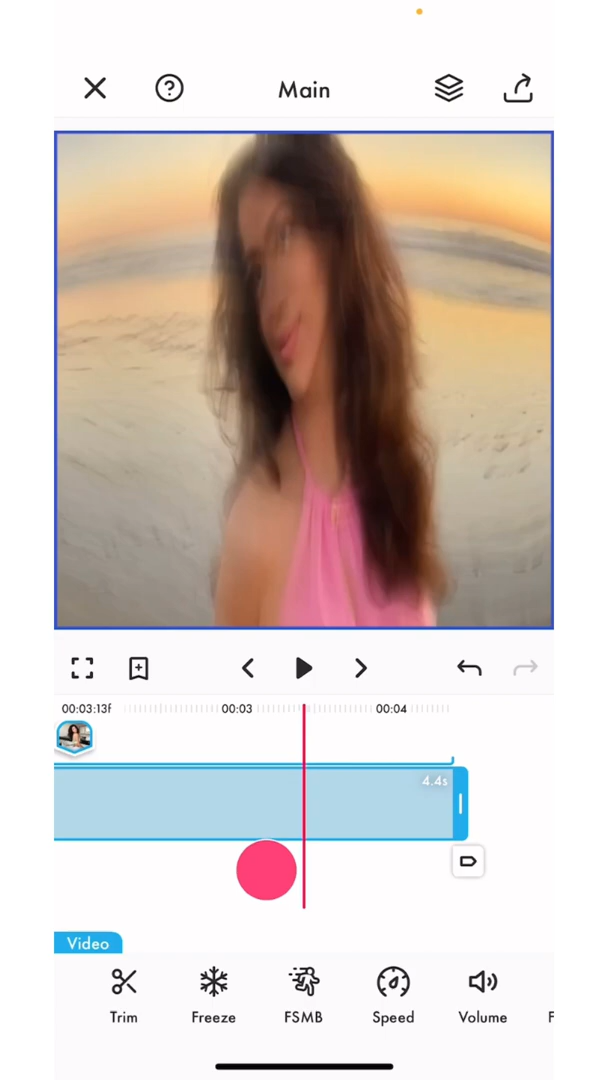 Main
00:03:13f
00:03
00:04
4.4s
Video
Trim
Freeze
FSMB
Speed
Volume
F